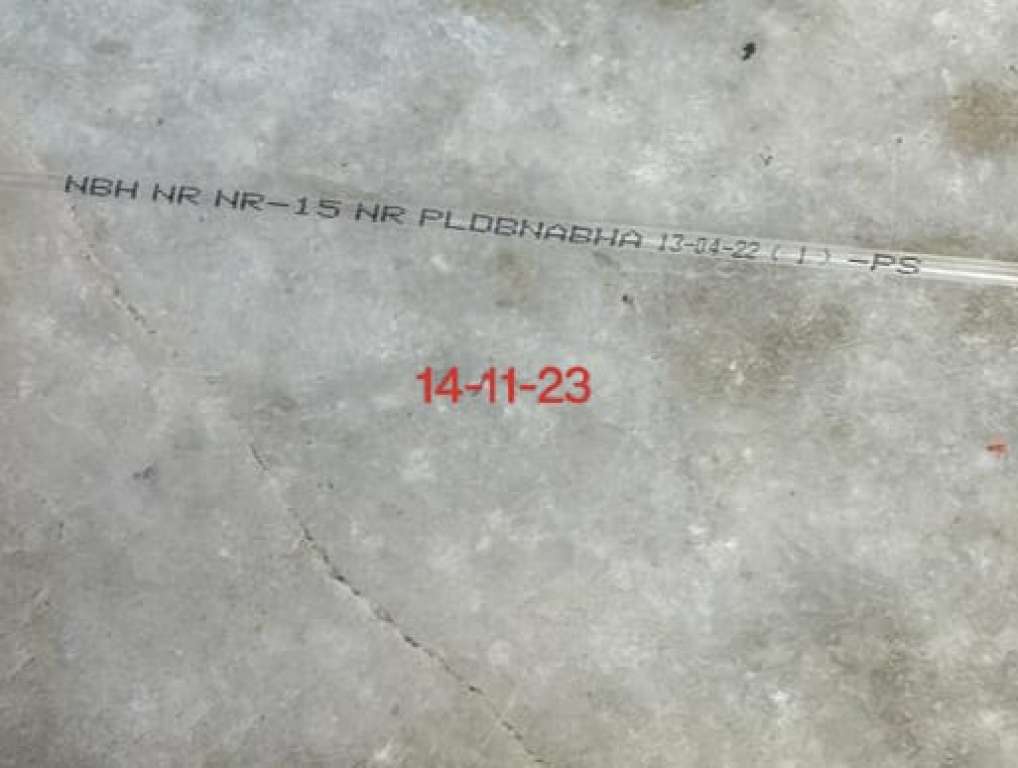 NBH NR NR-15 NR PLDBNABHA 13-04-22 ( 1 ) -PS
14-11-23